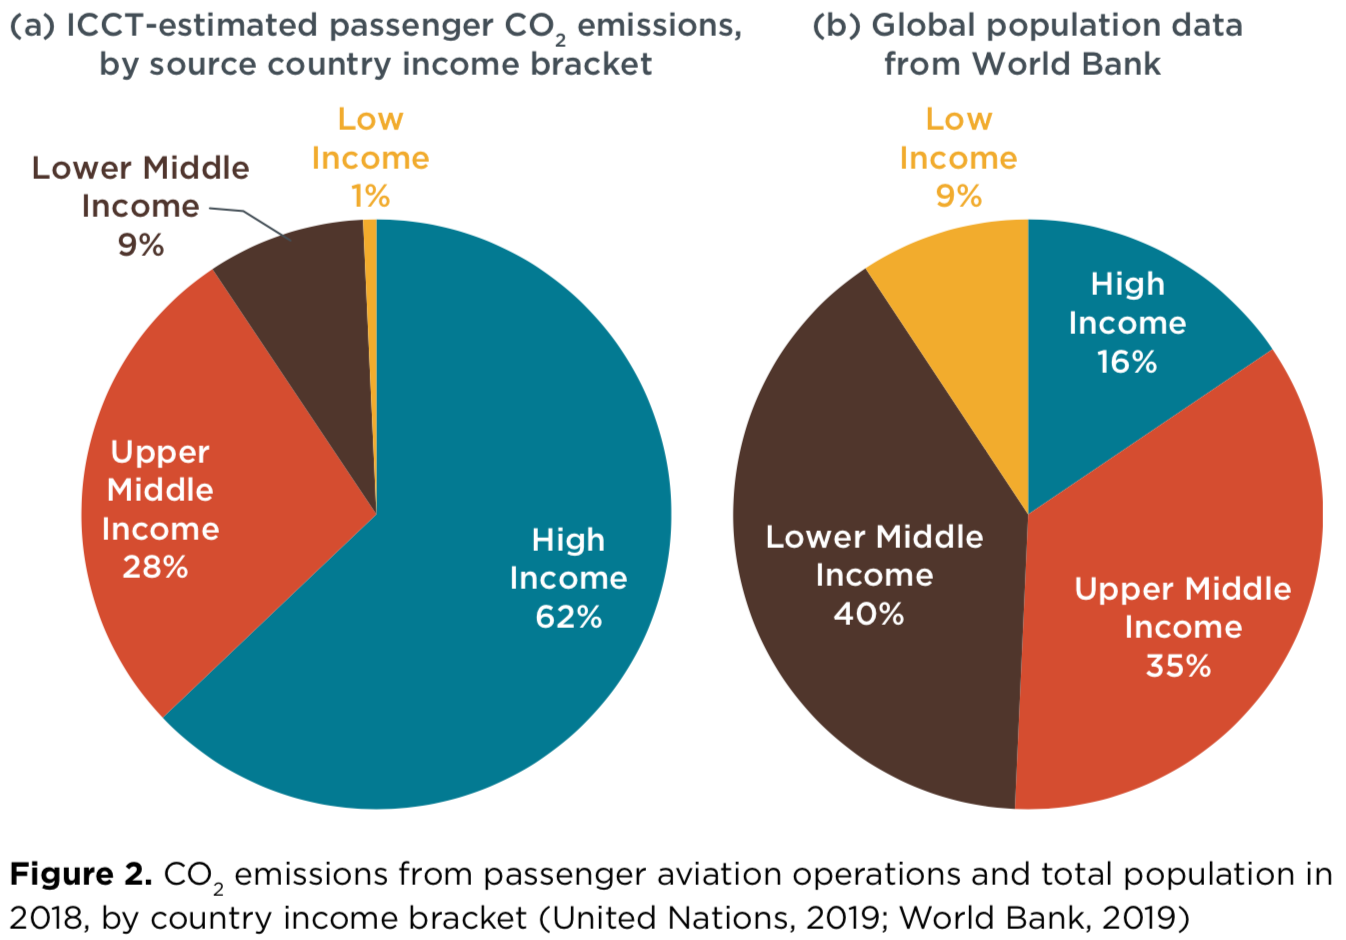 (a) ICCT-estimated passenger CO₂ emissions,
by source country income bracket
Low
Income
1%
Lower Middle
Income
9%
Upper
Middle
Income
28%
High
Income
62%
(b) Global population data
from World Bank
Low
Income
9%
High
Income
16%
Lower Middle
Income
40%
Upper Middle
Income
35%
Figure 2. CO₂ emissions from passenger aviation operations and total population in
2018, by country income bracket (United Nations, 2019; World Bank, 2019)